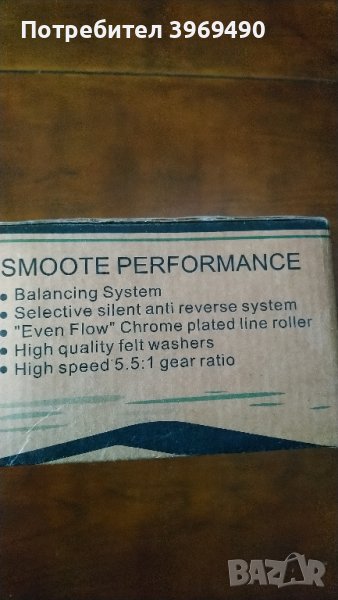 Потребител 3969490
SMOOTE PERFORMANCE
• Balancing System
• Selective silent anti reverse system
• "Even Flow" Chrome plated line roller
• High quality felt washers
• High speed 5.5:1 gear ratio
BAZAR